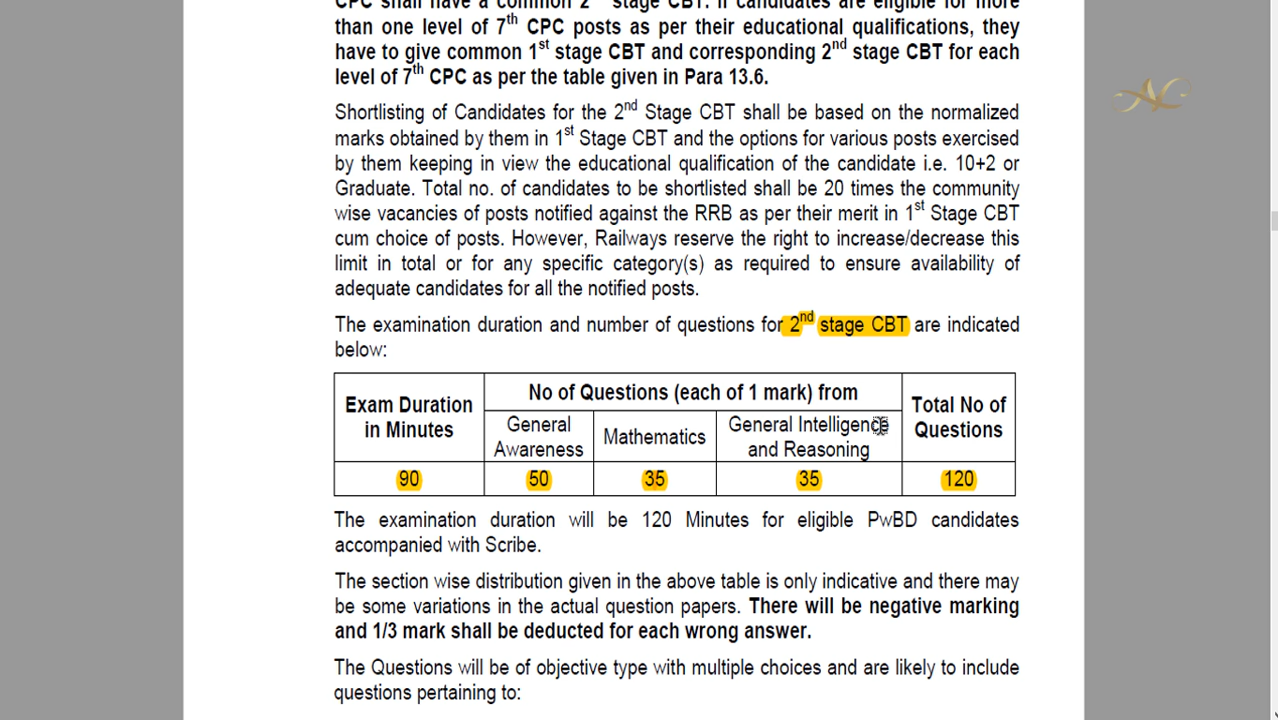 CPC shall have a common 2nd stage CBT. If candidates are eligible for more
than one level of 7th CPC posts as per their educational qualifications, they
have to give common 1st stage CBT and corresponding 2nd stage CBT for each
level of 7th CPC as per the table given in Para 13.6.
Shortlisting of Candidates for the 2nd Stage CBT shall be based on the normalized
marks obtained by them in 1st Stage CBT and the options for various posts exercised
by them keeping in view the educational qualification of the candidate i.e. 10+2 or
Graduate. Total no. of candidates to be shortlisted shall be 20 times the community
wise vacancies of posts notified against the RRB as per their merit in 1st Stage CBT
cum choice of posts. However, Railways reserve the right to increase/decrease this
limit in total or for any specific category(s) as required to ensure availability of
adequate candidates for all the notified posts.
The examination duration and number of questions for 2nd stage CBT are indicated
below:
Exam Duration
in Minutes
No of Questions (each of 1 mark) from
Total No of
Questions
General
Awareness
Mathematics
General Intelligence
and Reasoning
90 50 35 35 120
The examination duration will be 120 Minutes for eligible PwBD candidates
accompanied with Scribe.
The section wise distribution given in the above table is only indicative and there may
be some variations in the actual question papers. There will be negative marking
and 1/3 mark shall be deducted for each wrong answer.
The Questions will be of objective type with multiple choices and are likely to include
questions pertaining to: